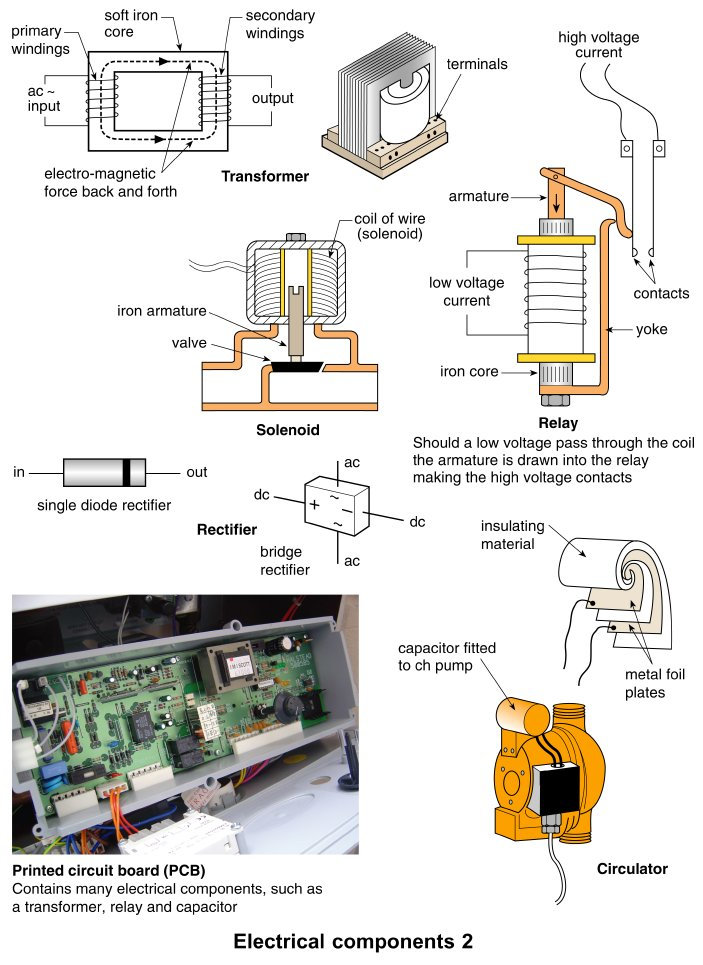 soft iron
core
primary
windings
secondary
windings
ac ~
input
output
electro-magnetic
force back and forth
Transformer
terminals
high voltage
current
armature
low voltage
current
contacts
yoke
iron core
Relay
Should a low voltage pass through the coil
the armature is drawn into the relay
making the high voltage contacts
coil of wire
(solenoid)
iron armature
valve
Solenoid
in
out
single diode rectifier
Rectifier
ac
dc
+
~
−
~
dc
ac
bridge
rectifier
insulating
material
metal foil
plates
capacitor fitted
to ch pump
Circulator
Printed circuit board (PCB)
Contains many electrical components, such as
a transformer, relay and capacitor
Electrical components 2